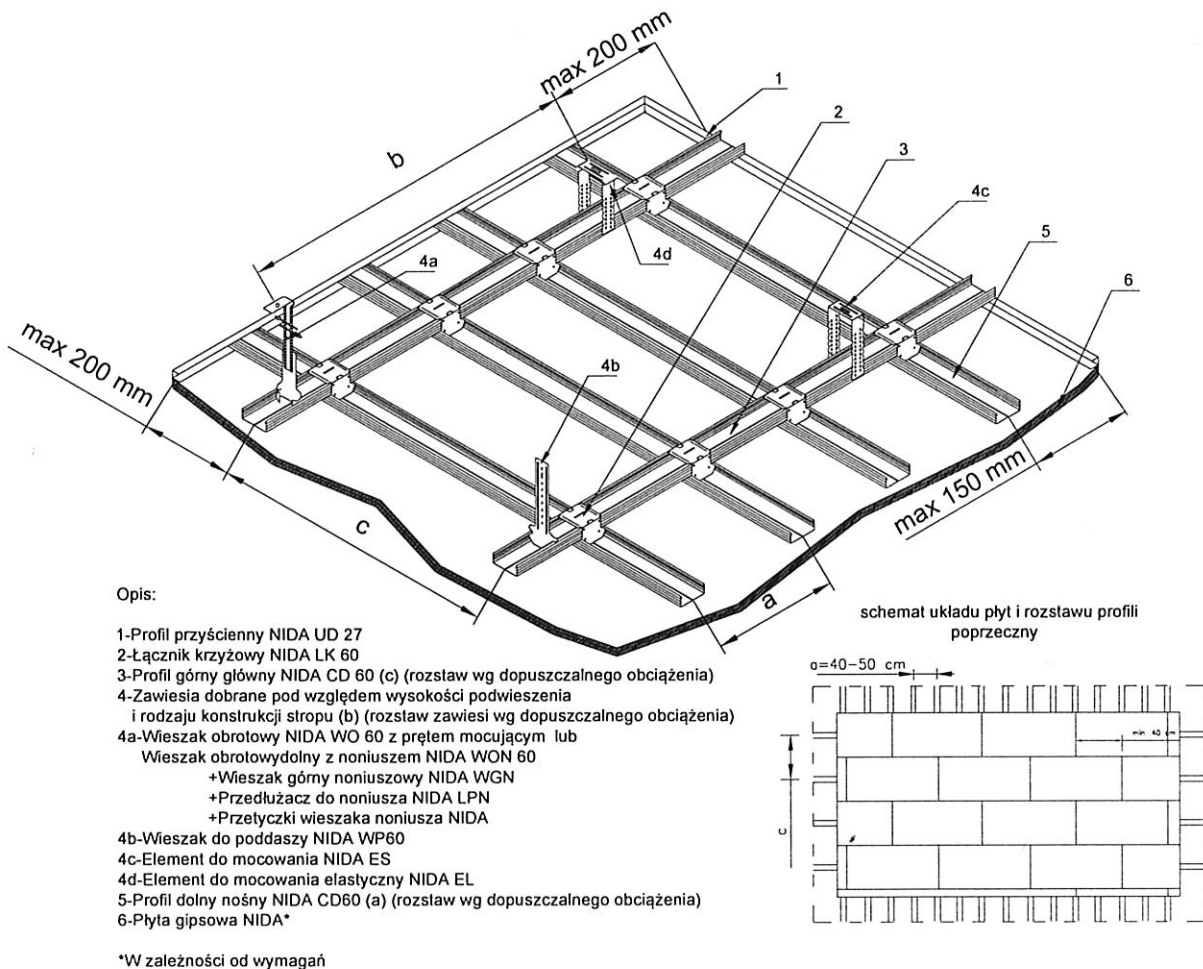 max 200 mm
1
2
b
3
4c
4d
5
4a
6
max 200 mm
4b
max 150 mm
c
a
Opis:
1-Profil przyścienny NIDA UD 27
2-Łącznik krzyżowy NIDA LK 60
3-Profil górny główny NIDA CD 60 (c) (rozstaw wg dopuszczalnego obciążenia)
4-Zawiesia dobrane pod względem wysokości podwieszenia
i rodzaju konstrukcji stropu (b) (rozstaw zawiesi wg dopuszczalnego obciążenia)
4a-Wieszak obrotowy NIDA WO 60 z prętem mocującym lub
Wieszak obrotowydolny z noniuszem NIDA WON 60
+Wieszak górny noniuszowy NIDA WGN
+Przedłużacz do noniusza NIDA LPN
+Przetyczki wieszaka noniusza NIDA
4b-Wieszak do poddaszy NIDA WP60
4c-Element do mocowania NIDA ES
4d-Element do mocowania elastyczny NIDA EL
5-Profil dolny nośny NIDA CD60 (a) (rozstaw wg dopuszczalnego obciążenia)
6-Płyta gipsowa NIDA*
*W zależności od wymagań
schemat układu płyt i rozstawu profili
poprzeczny
a=40-50 cm
min 40 cm
c